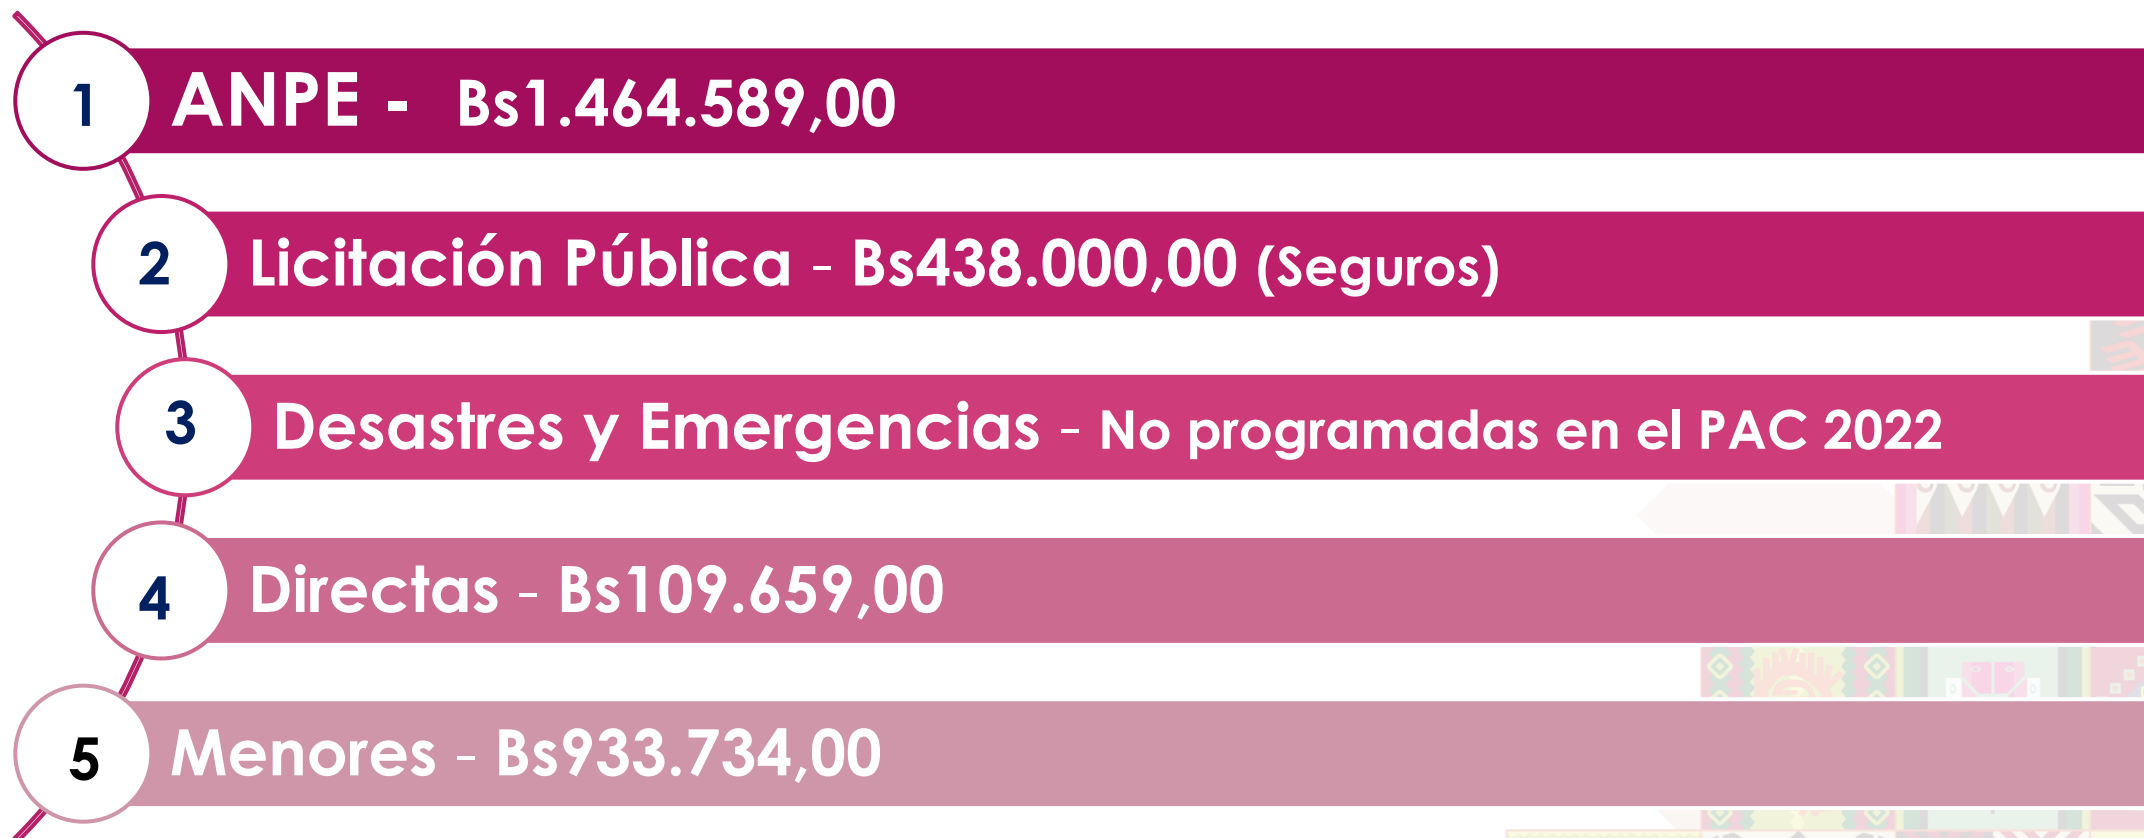 1 ANPE - Bs1.464.589,00
2 Licitación Pública - Bs438.000,00 (Seguros)
3 Desastres y Emergencias - No programadas en el PAC 2022
4 Directas - Bs109.659,00
5 Menores - Bs933.734,00